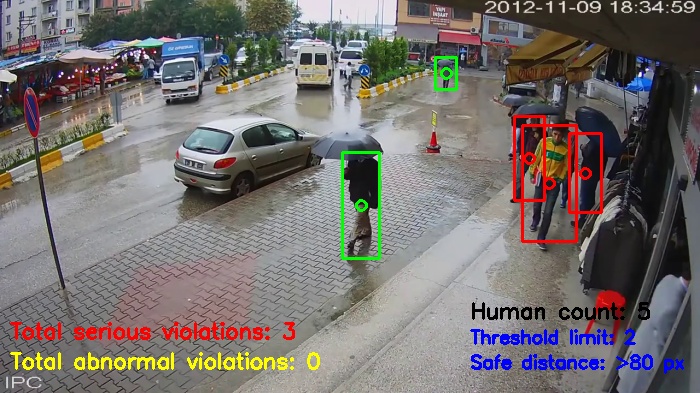 2012-11-09 18:34:59
YAPI
İNŞAAT
Total serious violations: 3
Total abnormal violations: 0
Human count: 5
Threshold limit: 2
Safe distance: >80 px
IPC